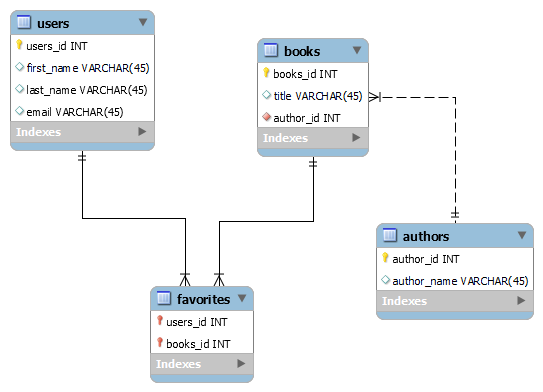 users
users_id INT
first_name VARCHAR(45)
last_name VARCHAR(45)
email VARCHAR(45)
Indexes
books
books_id INT
title VARCHAR(45)
author_id INT
Indexes
authors
author_id INT
author_name VARCHAR(45)
Indexes
favorites
users_id INT
books_id INT
Indexes